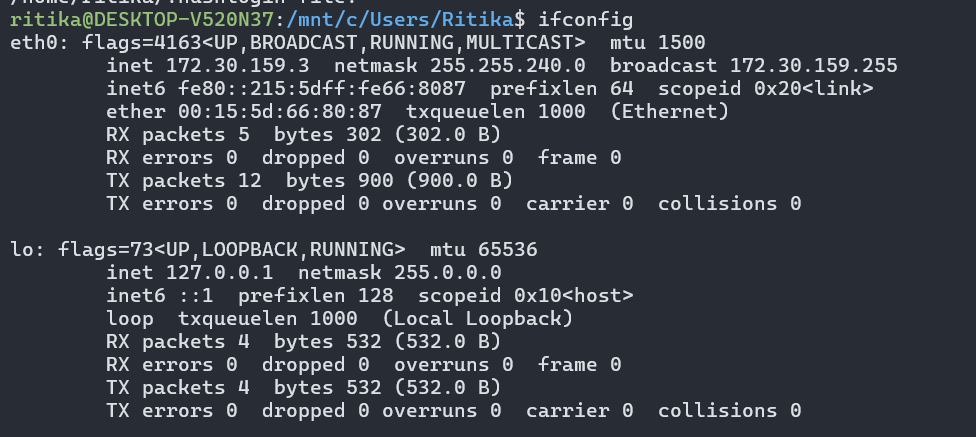 ritika@DESKTOP-V520N37:/mnt/c/Users/Ritika$ ifconfig
eth0: flags=4163<UP,BROADCAST,RUNNING,MULTICAST>  mtu 1500
        inet 172.30.159.3  netmask 255.255.240.0  broadcast 172.30.159.255
        inet6 fe80::215:5dff:fe66:8087  prefixlen 64  scopeid 0x20<link>
        ether 00:15:5d:66:80:87  txqueuelen 1000  (Ethernet)
        RX packets 5  bytes 302 (302.0 B)
        RX errors 0  dropped 0  overruns 0  frame 0
        TX packets 12  bytes 900 (900.0 B)
        TX errors 0  dropped 0 overruns 0  carrier 0  collisions 0

lo: flags=73<UP,LOOPBACK,RUNNING>  mtu 65536
        inet 127.0.0.1  netmask 255.0.0.0
        inet6 ::1  prefixlen 128  scopeid 0x10<host>
        loop  txqueuelen 1000  (Local Loopback)
        RX packets 4  bytes 532 (532.0 B)
        RX errors 0  dropped 0  overruns 0  frame 0
        TX packets 4  bytes 532 (532.0 B)
        TX errors 0  dropped 0 overruns 0  carrier 0  collisions 0